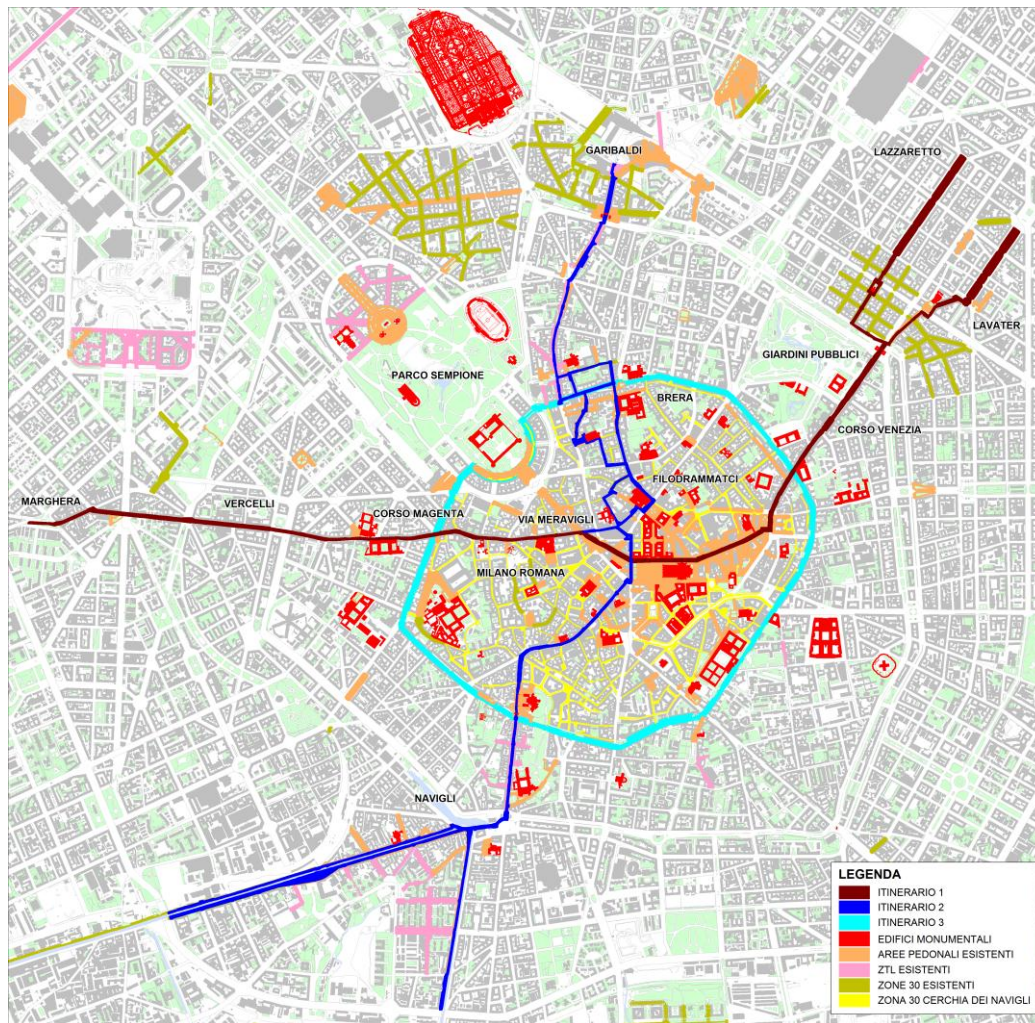 GARIBALDI
LAZZARETTO
LAVATER
GIARDINI PUBBLICI
PARCO SEMPIONE
BRERA
CORSO VENEZIA
FILODRAMMATCI
MARGHERA
VERCELLI
CORSO MAGENTA
VIA MERAVIGLI
MILANO ROMANA
NAVIGLI
LEGENDA
ITINERARIO 1
ITINERARIO 2
ITINERARIO 3
EDIFICI MONUMENTALI
AREE PEDONALI ESISTENTI
ZTL ESISTENTI
ZONE 30 ESISTENTI
ZONA 30 CERCHIA DEI NAVIGLI